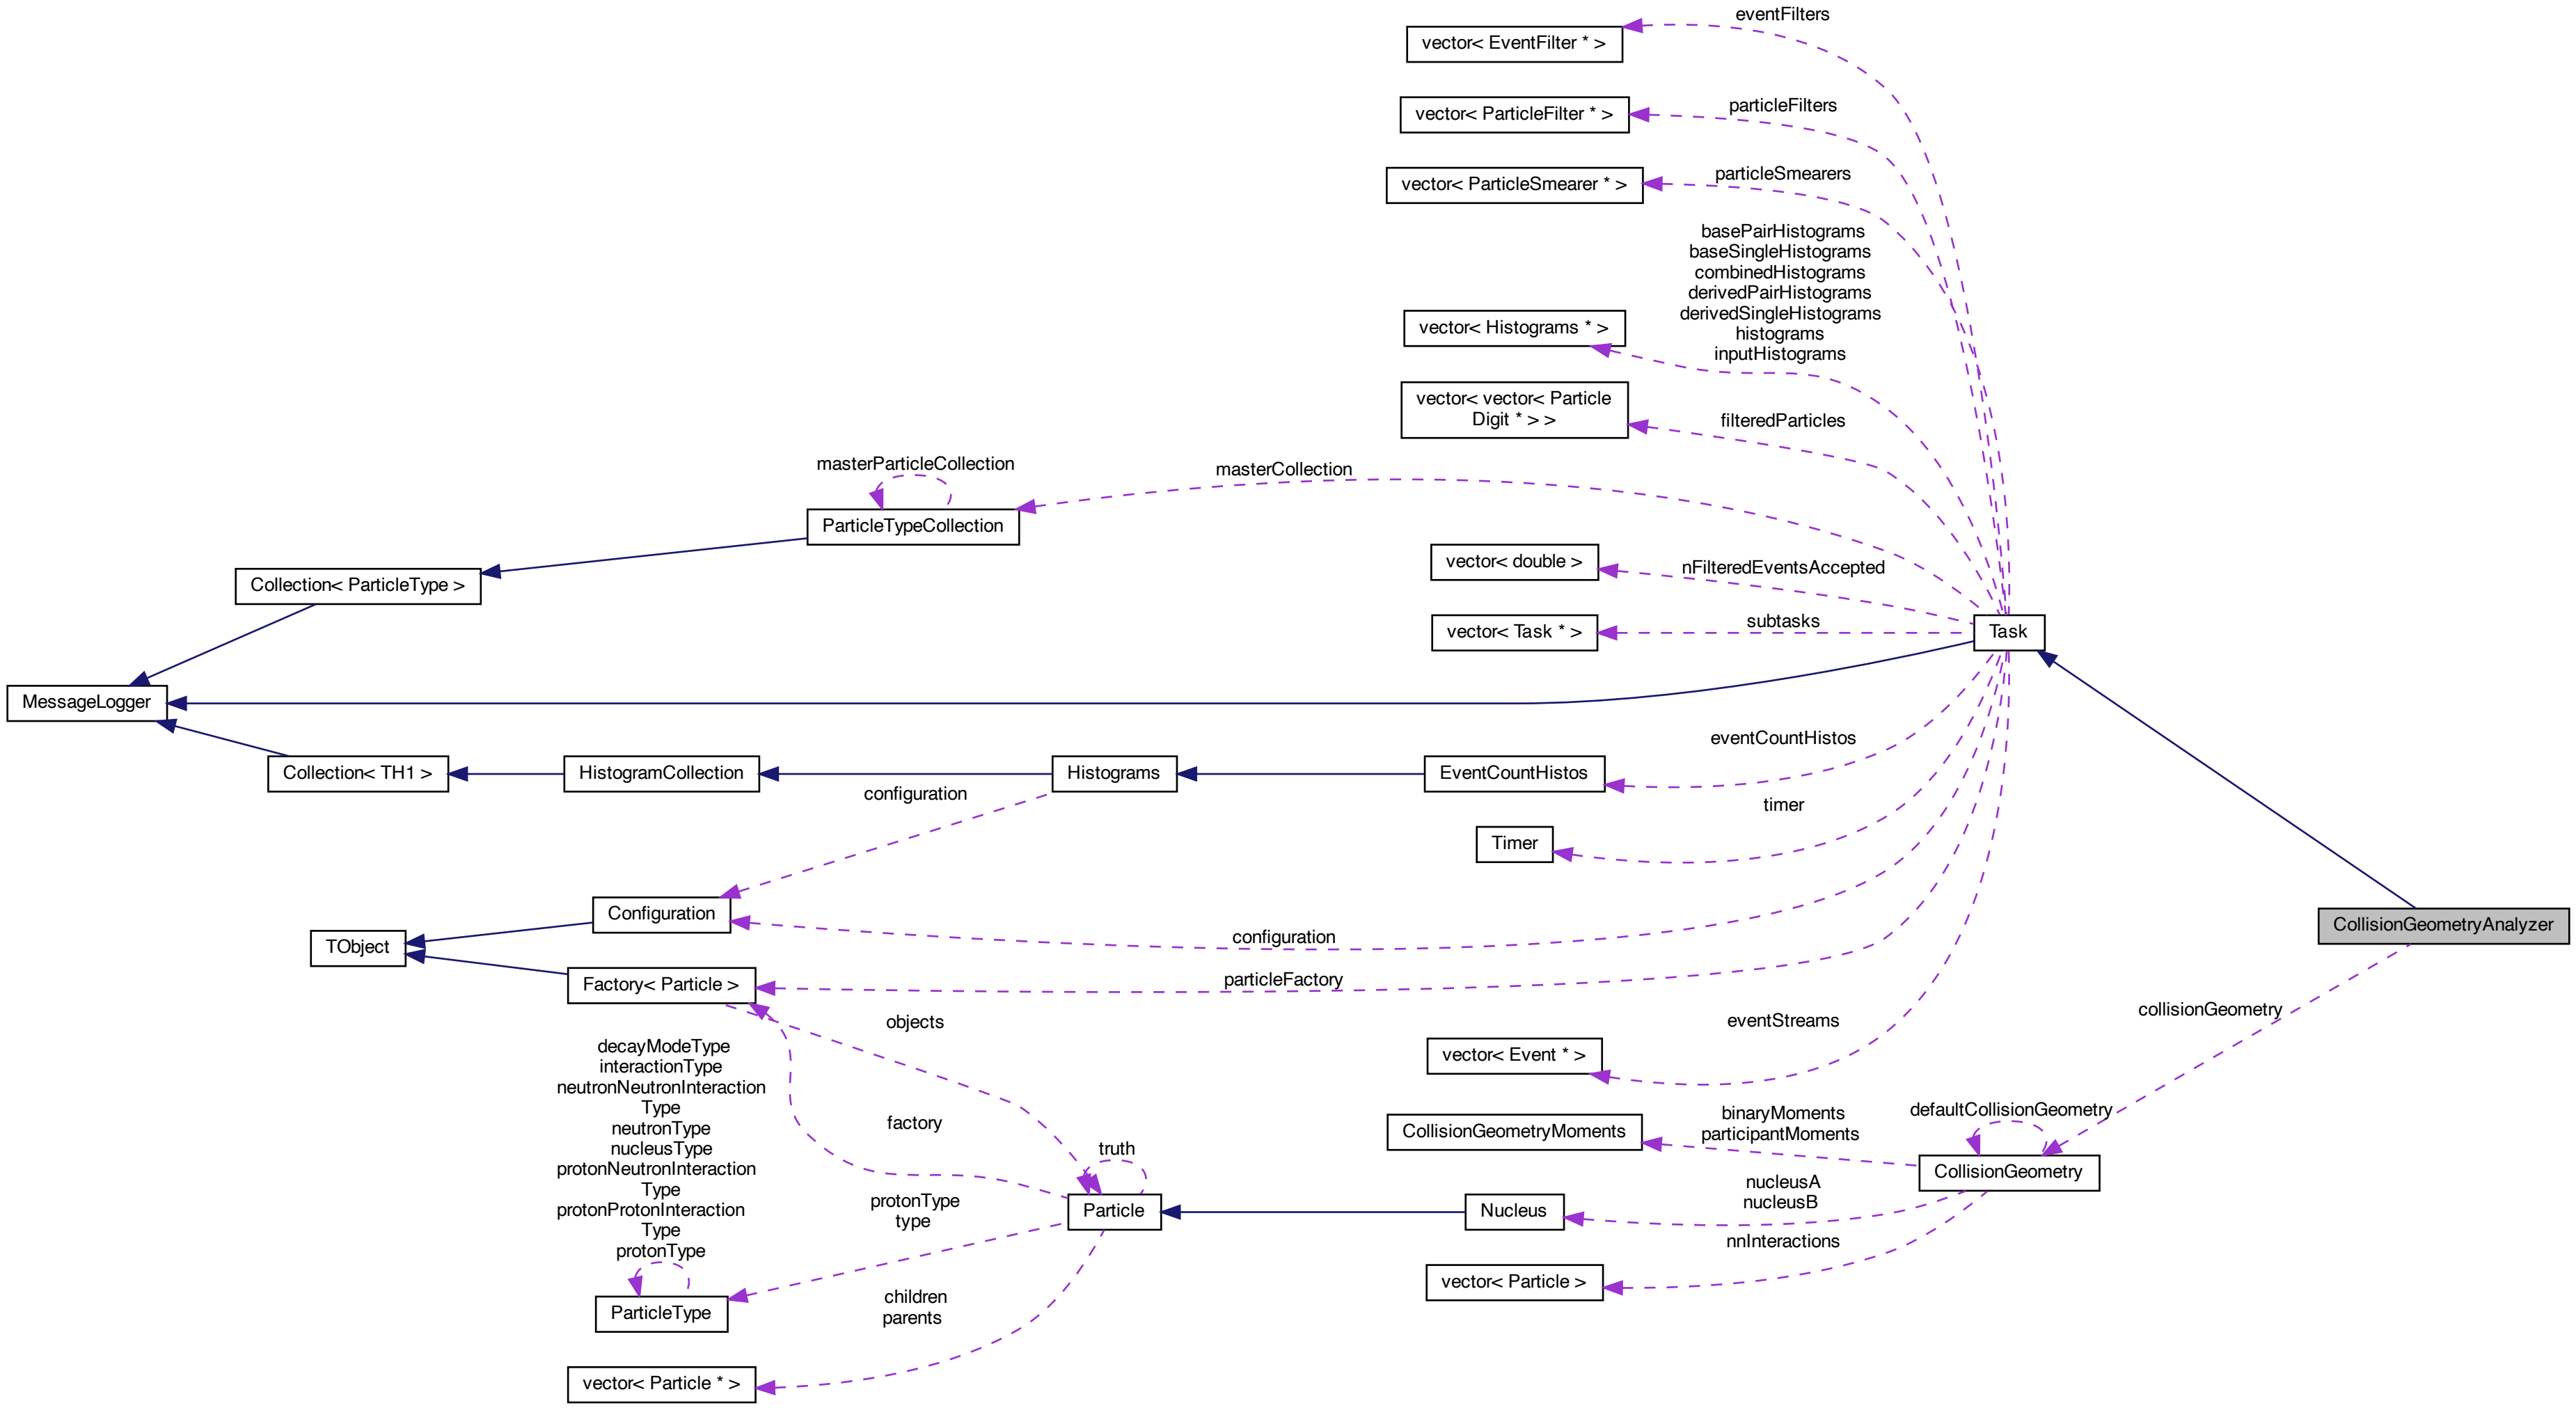 eventFilters
vector< EventFilter * >
particleFilters
vector< ParticleFilter * >
particleSmearers
vector< ParticleSmearer * >
basePairHistograms
baseSingleHistograms
combinedHistograms
derivedPairHistograms
derivedSingleHistograms
histograms
inputHistograms
vector< Histograms * >
vector< vector< Particle
Digit * > >
filteredParticles
masterParticleCollection
masterCollection
ParticleTypeCollection
vector< double >
nFilteredEventsAccepted
Collection< ParticleType >
vector< Task * >
subtasks
Task
MessageLogger
eventCountHistos
Collection< TH1 >
HistogramCollection
Histograms
EventCountHistos
configuration
timer
Timer
Configuration
configuration
TObject
CollisionGeometryAnalyzer
Factory< Particle >
particleFactory
collisionGeometry
objects
eventStreams
vector< Event * >
decayModeType
interactionType
neutronNeutronInteraction
Type
neutronType
nucleusType
protonNeutronInteraction
Type
protonProtonInteraction
Type
protonType
factory
truth
CollisionGeometryMoments
binaryMoments
participantMoments
defaultCollisionGeometry
CollisionGeometry
protonType
type
Particle
Nucleus
nucleusA
nucleusB
nnInteractions
vector< Particle >
ParticleType
children
parents
vector< Particle * >